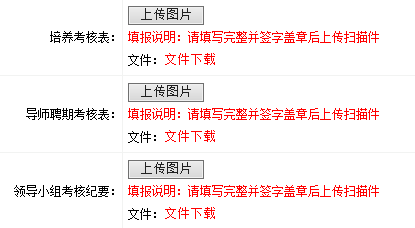 上传图片
培养考核表：填报说明：请填写完整并签字盖章后上传扫描件
文件：文件下载
上传图片
导师聘期考核表：填报说明：请填写完整并签字盖章后上传扫描件
文件：文件下载
上传图片
领导小组考核纪要：填报说明：请填写完整并签字盖章后上传扫描件
文件：文件下载